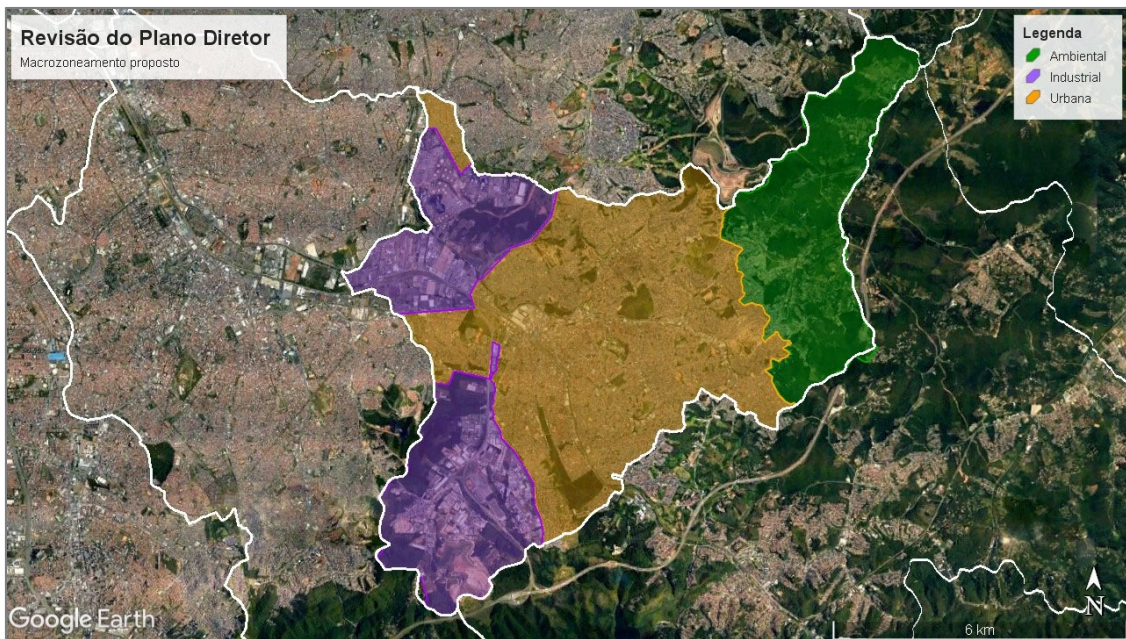 Revisão do Plano Diretor
Macrozoneamento proposto
Legenda
Ambiental
Industrial
Urbana
Google Earth
N
6 km